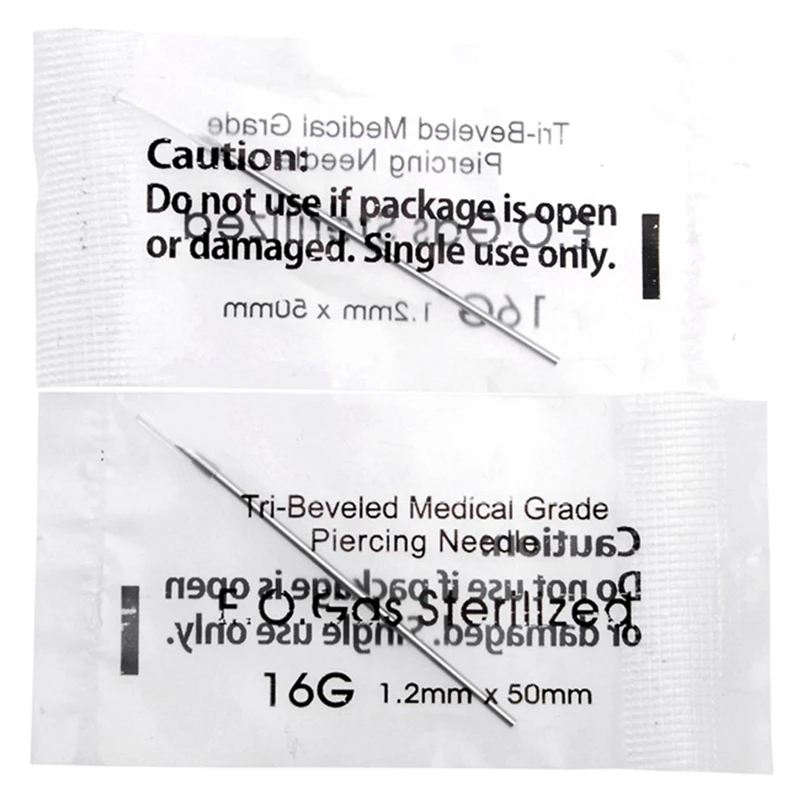 Tri-Beveled Medical Grade
Piercing Needle
Caution:
Do not use if package is open
or damaged. Single use only.
E.O.Gas Sterilized
16G 1.2mm x 50mm
Tri-Beveled Medical Grade
Piercing Needle
Caution:
Do not use if package is open
E.O.Gas Sterilized
or damaged. Single use only.
16G 1.2mm x 50mm